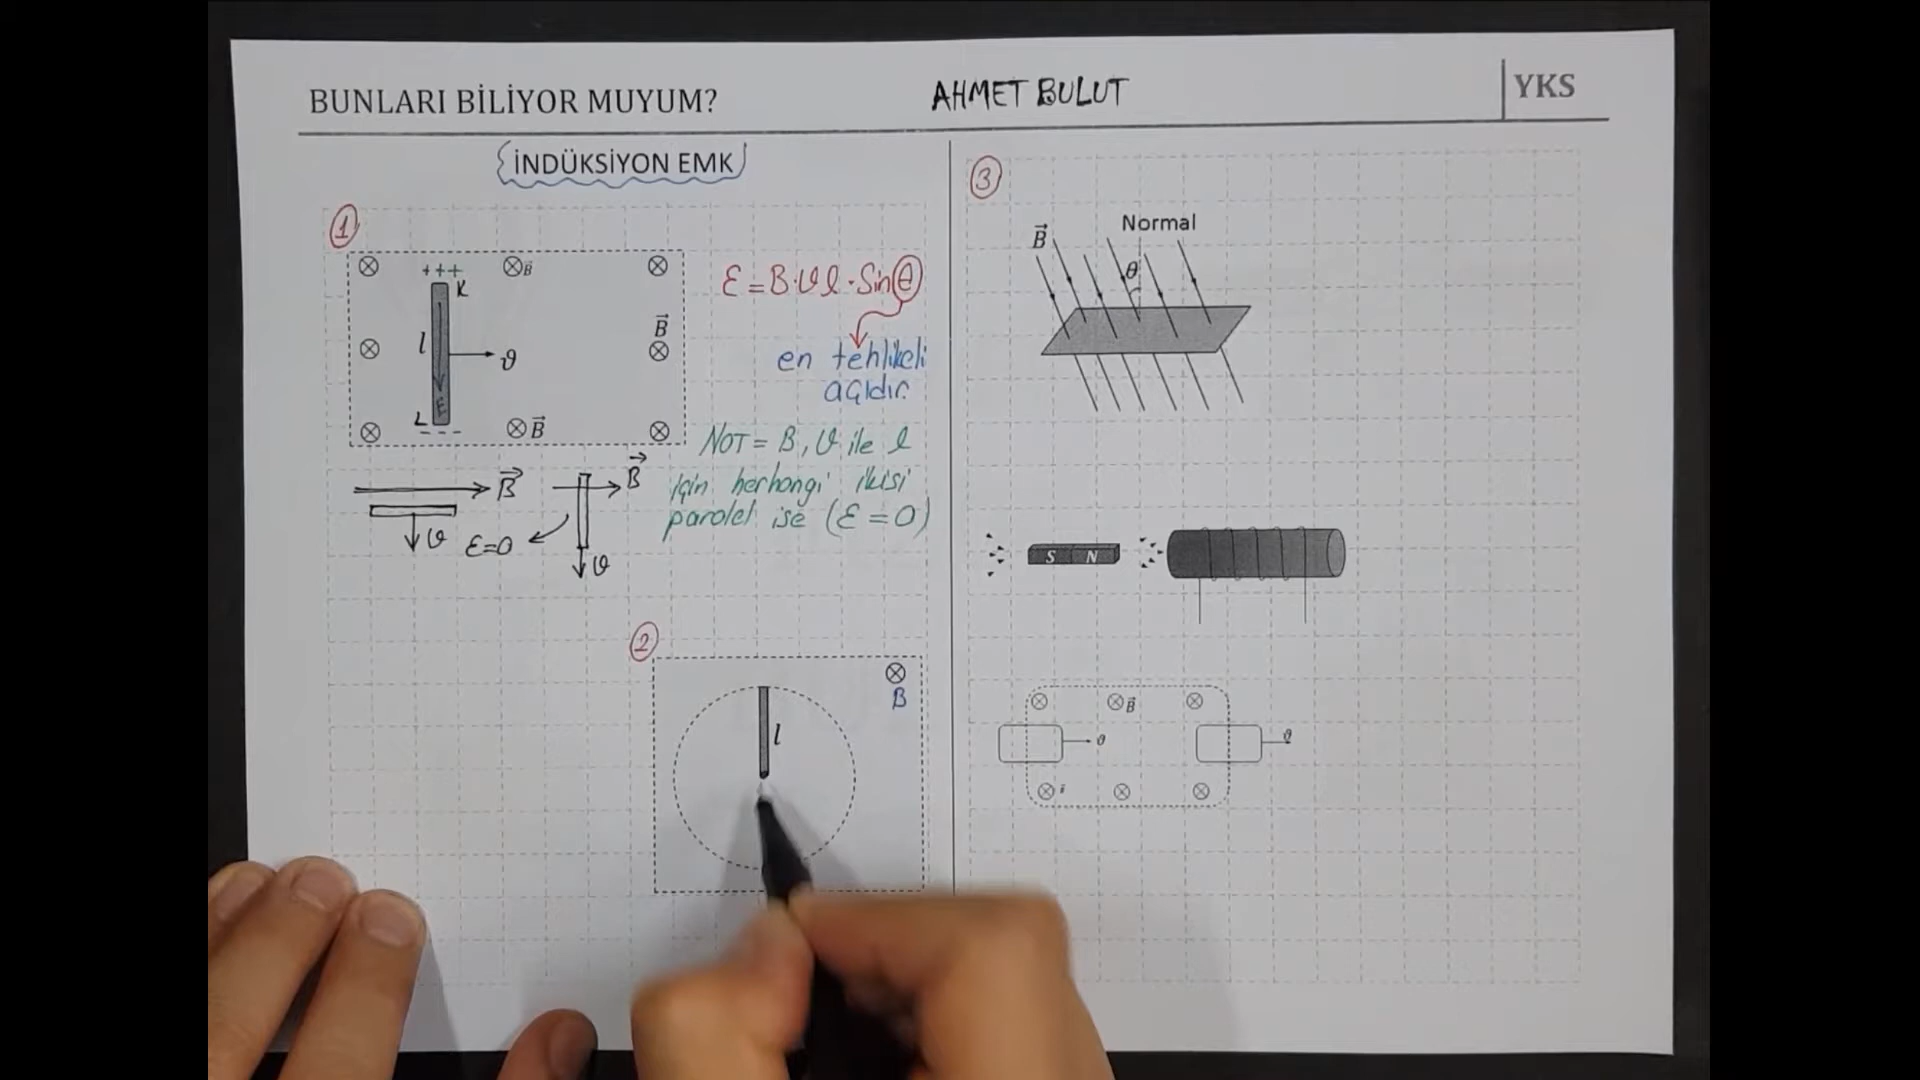 BUNLARI BİLİYOR MUYUM?
AHMET BULUT
YKS
İNDÜKSİYON EMK
1
+++
K
B
l
ϑ
B⃗
E
L
- - -
B⃗
ε = B·ϑl·Sinθ
en tehlikeli
açıdır.
NOT = B, ϑ ile l
için herhangi ikisi
paralel ise (ε = 0)
B⃗
ϑ
ε=0
B⃗
ϑ
2
B
l
3
Normal
B⃗
θ
S N
B⃗
ϑ
ϑ